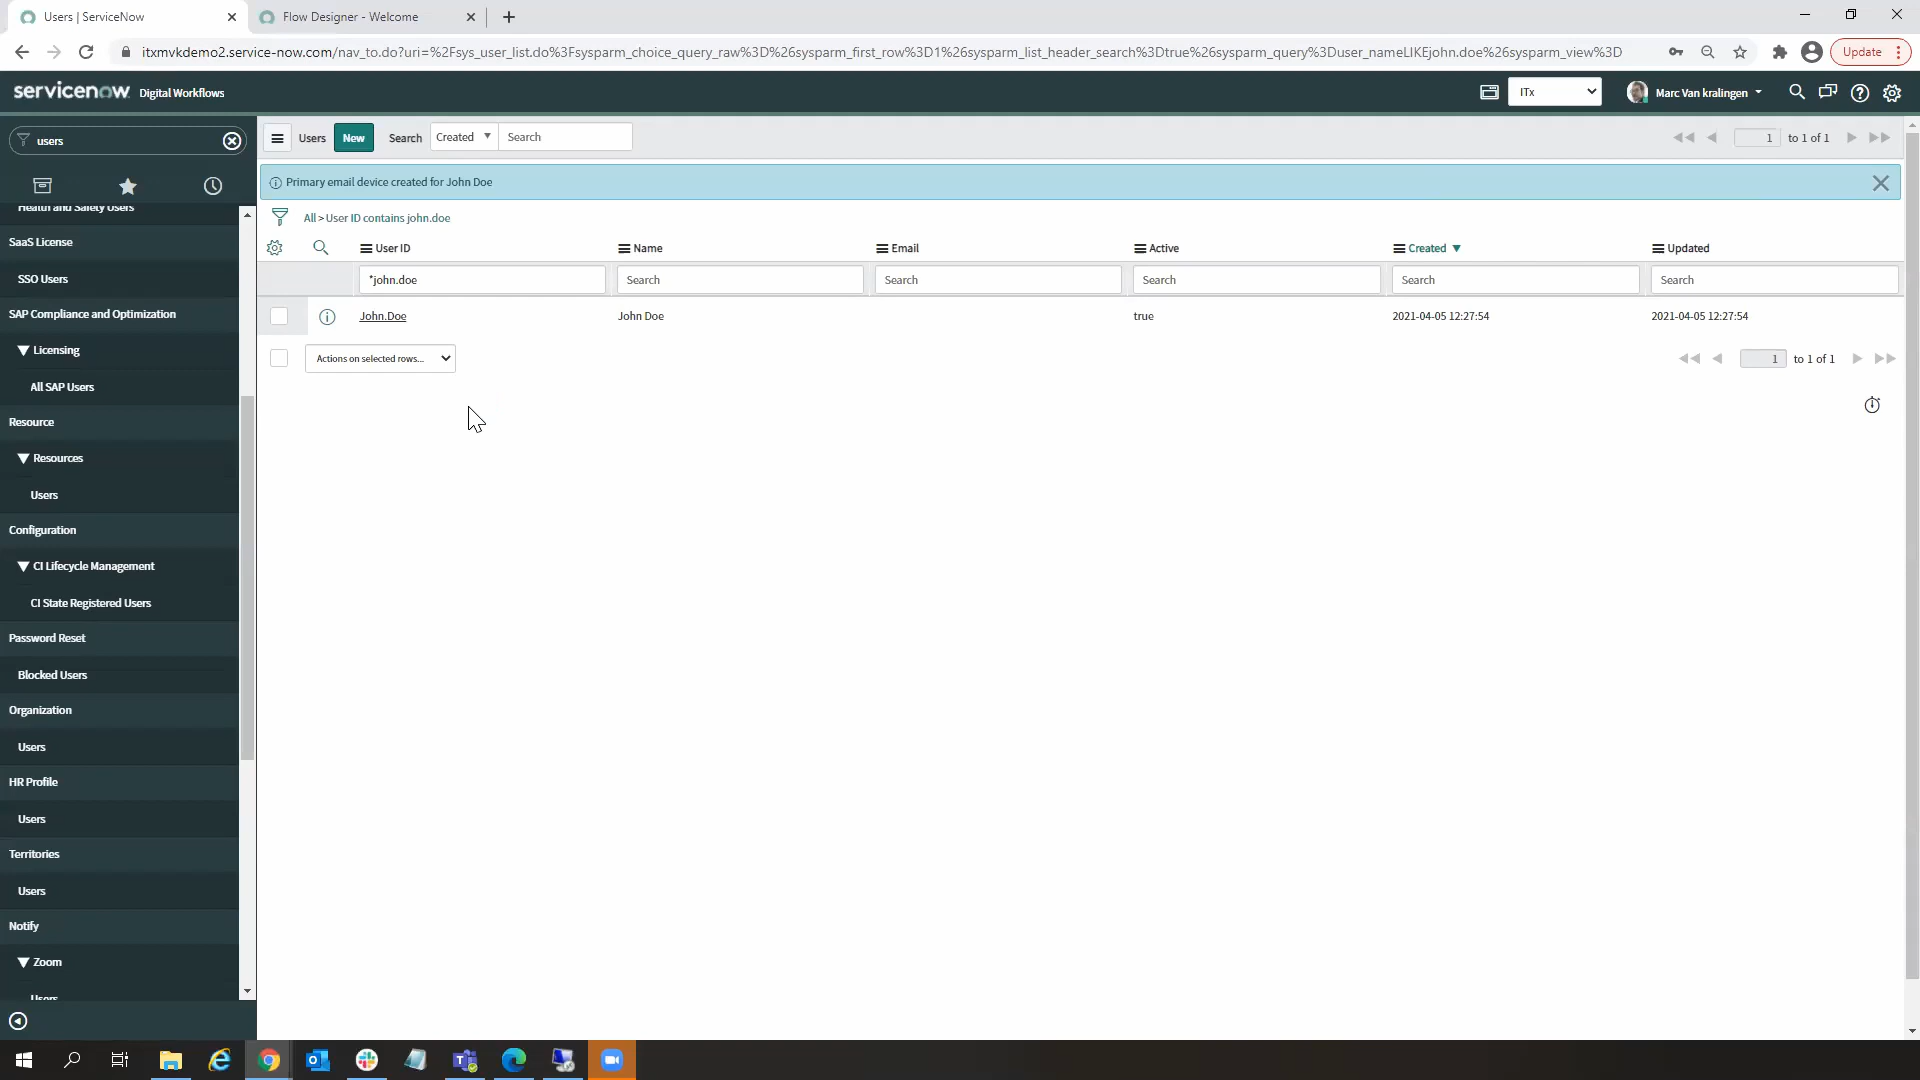 Users | ServiceNow
Flow Designer - Welcome
itxmvkdemo2.service-now.com/nav_to.do?uri=%2Fsys_user_list.do%3Fsysparm_choice_query_raw%3D%26sysparm_first_row%3D1%26sysparm_list_header_search%3Dtrue%26sysparm_query%3Duser_nameLIKEjohn.doe%26sysparm_view%3D
Update
servicenow Digital Workflows
ITx
Marc Van kralingen
users
Users New Search Created Search
1 to 1 of 1
Primary email device created for John Doe
All > User ID contains john.doe
User ID Name Email Active Created Updated
*john.doe Search Search Search Search Search
John.Doe John Doe true 2021-04-05 12:27:54 2021-04-05 12:27:54
Actions on selected rows...
1 to 1 of 1
Health and Safety Users
SaaS License
SSO Users
SAP Compliance and Optimization
Licensing
All SAP Users
Resource
Resources
Users
Configuration
CI Lifecycle Management
CI State Registered Users
Password Reset
Blocked Users
Organization
Users
HR Profile
Users
Territories
Users
Notify
Zoom
Users